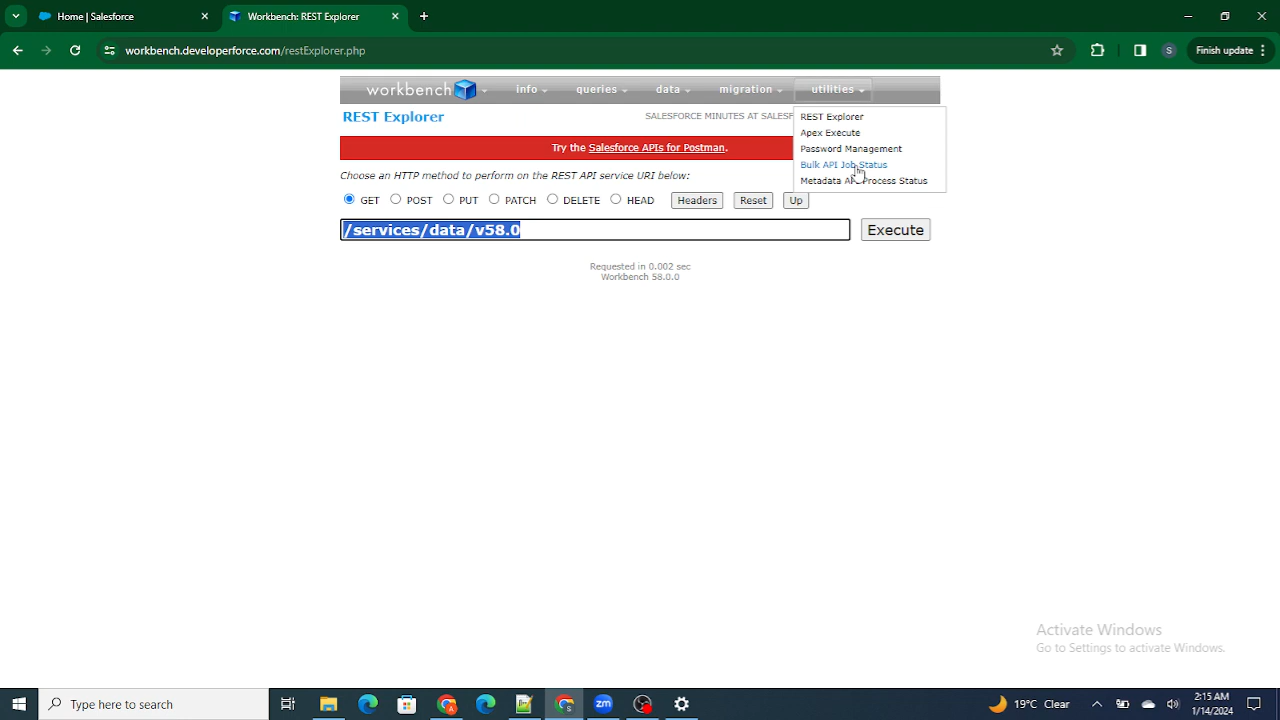 Home | Salesforce
Workbench: REST Explorer
workbench.developerforce.com/restExplorer.php
S
Finish update
workbench
info
queries
data
migration
utilities
REST Explorer
SALESFORCE MINUTES AT SALESF
REST Explorer
Apex Execute
Password Management
Bulk API Job Status
Metadata API Process Status
Try the Salesforce APIs for Postman.
Choose an HTTP method to perform on the REST API service URI below:
GET POST PUT PATCH DELETE HEAD Headers Reset Up
/services/data/v58.0 Execute
Requested in 0.002 sec
Workbench 58.0.0
Activate Windows
Go to Settings to activate Windows.
Type here to search
zm
19°C Clear
2:15 AM
1/14/2024